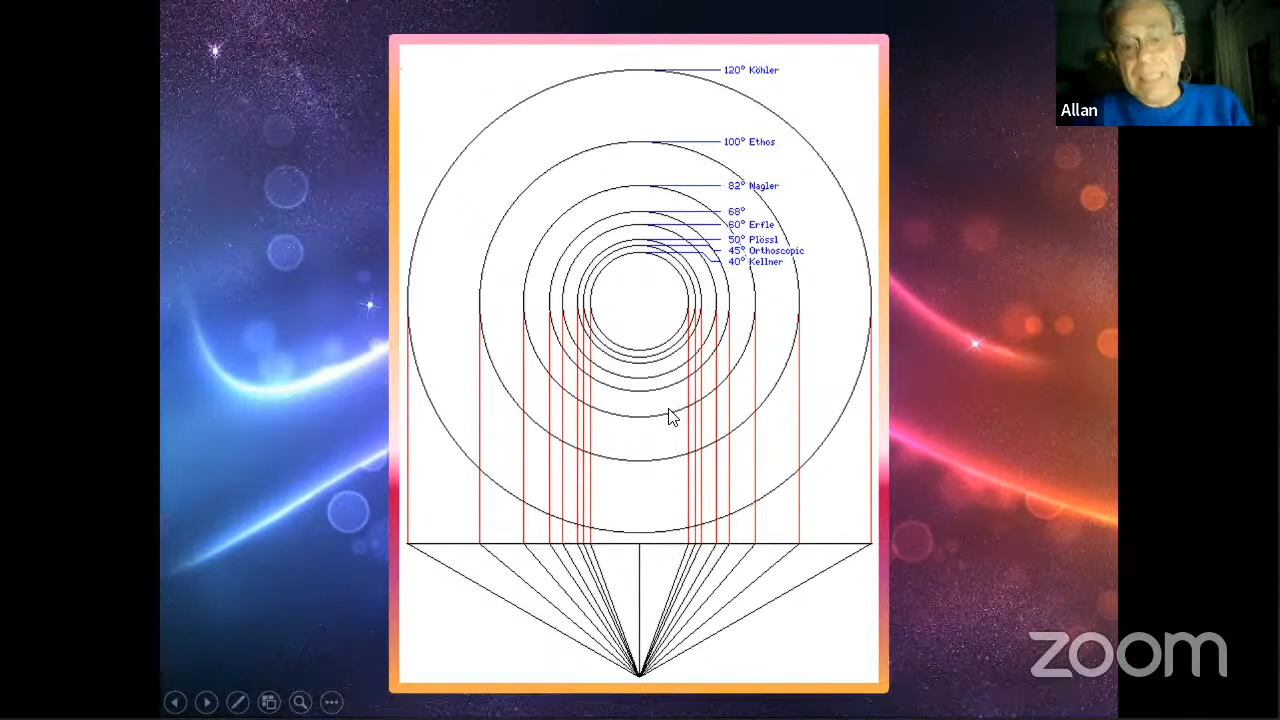 120° Köhler
100° Ethos
82° Nagler
68°
60° Erfle
50° Plössl
45° Orthoscopic
40° Kellner
Allan
zoom